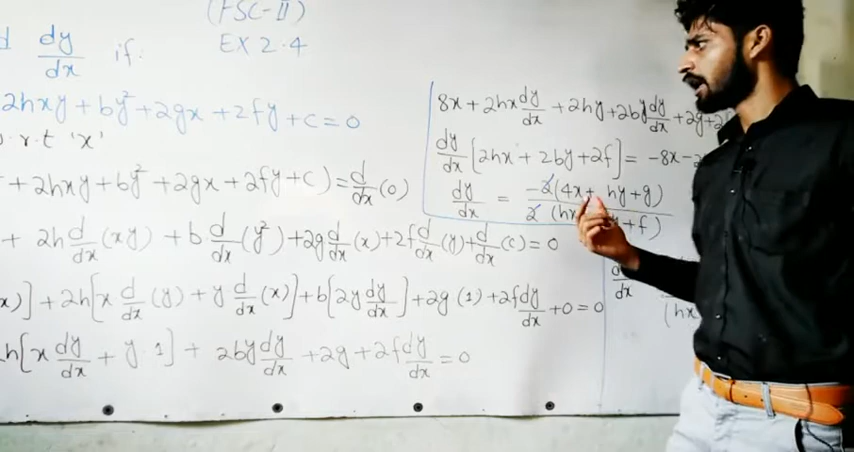 (FSC-II)
d dy/dx if:
EX 2.4
2hxy + by² + 2gx + 2fy + c = 0
w.r.t 'x'
+ 2hxy + by² + 2gx + 2fy + c) = d/dx (0)
+ 2h d/dx (xy) + b d/dx (y²) + 2g d/dx (x) + 2f d/dx (y) + d/dx (c) = 0
x)] + 2h[x d/dx (y) + y d/dx (x)] + b[2y dy/dx] + 2g (1) + 2f dy/dx + 0 = 0
h[x dy/dx + y·1] + 2by dy/dx + 2g + 2f dy/dx = 0
8x + 2hx dy/dx + 2hy + 2by dy/dx + 2g + 2
dy/dx [2hx + 2by + 2f] = -8x - 2
dy/dx = -2(4x + hy + g) / 2 (hx + f)
d/dx
(hx